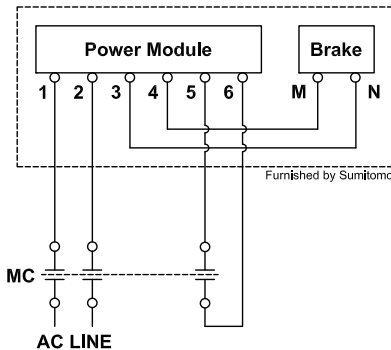 Power Module
Brake
1 2 3 4 5 6 M N
Furnished by Sumitomo
MC
AC LINE